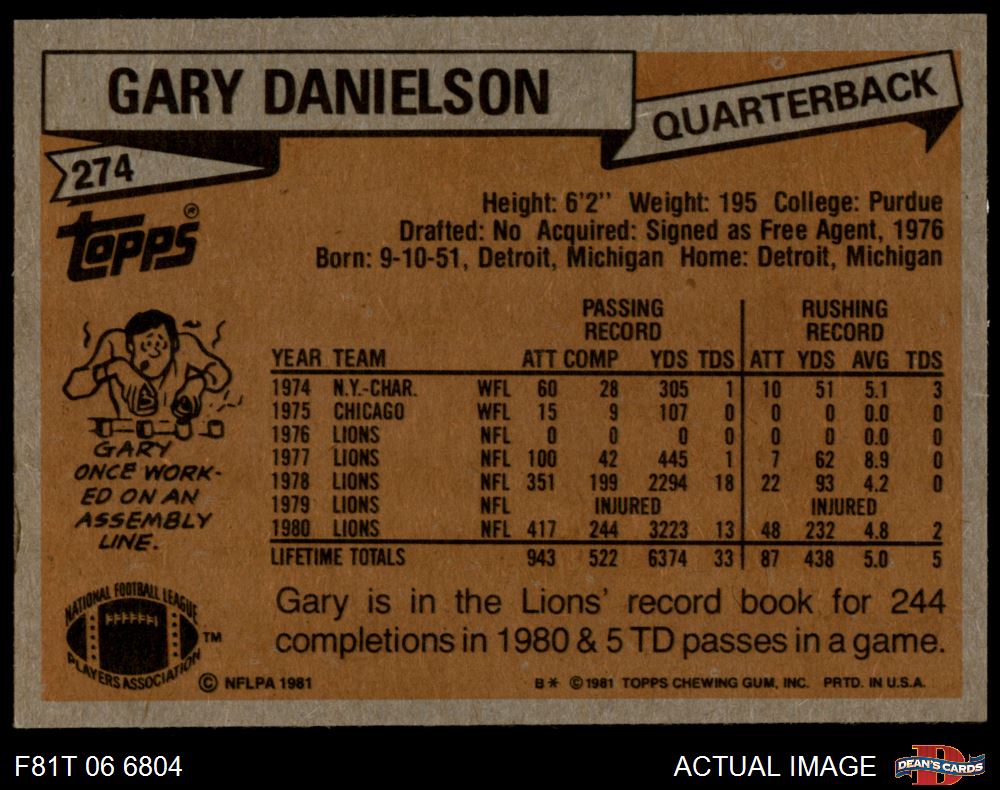 GARY DANIELSON
QUARTERBACK
274
Topps®
Height: 6'2" Weight: 195 College: Purdue
Drafted: No Acquired: Signed as Free Agent, 1976
Born: 9-10-51, Detroit, Michigan Home: Detroit, Michigan
PASSING RECORD RUSHING RECORD
YEAR TEAM ATT COMP YDS TDS ATT YDS AVG TDS
1974 N.Y.-CHAR. WFL 60 28 305 1 10 51 5.1 3
1975 CHICAGO WFL 15 9 107 0 0 0 0.0 0
1976 LIONS NFL 0 0 0 0 0 0 0.0 0
1977 LIONS NFL 100 42 445 1 7 62 8.9 0
1978 LIONS NFL 351 199 2294 18 22 93 4.2 0
1979 LIONS NFL INJURED INJURED
1980 LIONS NFL 417 244 3223 13 48 232 4.8 2
LIFETIME TOTALS 943 522 6374 33 87 438 5.0 5
GARY
ONCE WORK-
ED ON AN
ASSEMBLY
LINE.
Gary is in the Lions' record book for 244
completions in 1980 & 5 TD passes in a game.
NATIONAL FOOTBALL LEAGUE
PLAYERS ASSOCIATION
TM
© NFLPA 1981
B* © 1981 TOPPS CHEWING GUM, INC. PRTD. IN U.S.A.
F81T 06 6804
ACTUAL IMAGE
D
DEAN'S CARDS